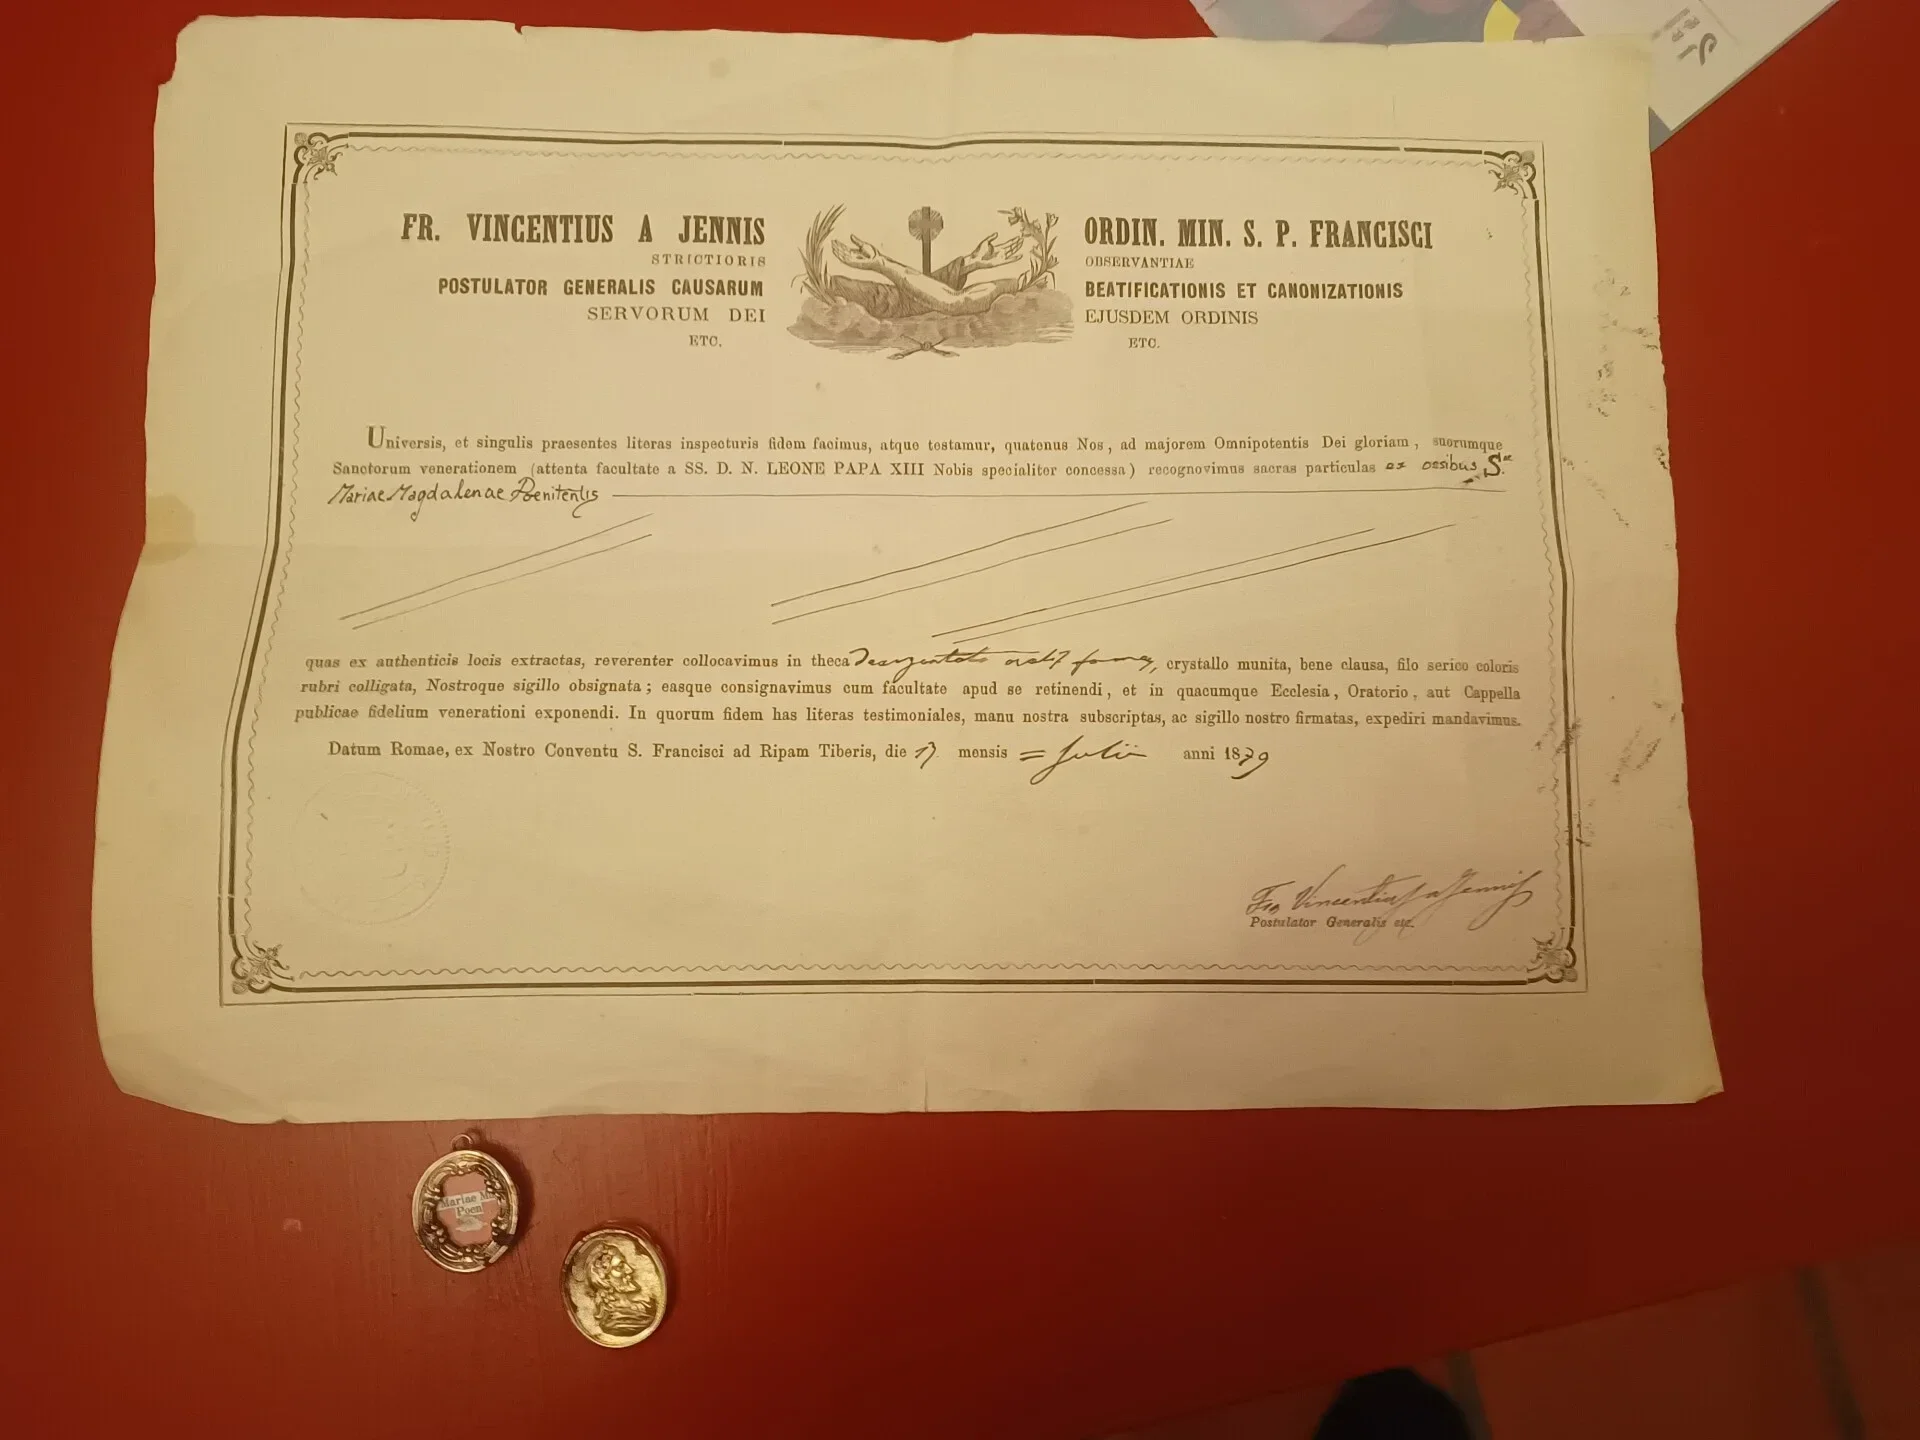 FR. VINCENTIUS A JENNIS ORDIN. MIN. S. P. FRANCISCI
STRICTIORIS OBSERVANTIAE
POSTULATOR GENERALIS CAUSARUM BEATIFICATIONIS ET CANONIZATIONIS
SERVORUM DEI EJUSDEM ORDINIS
ETC. ETC.
Universis, et singulis praesentes literas inspecturis fidem facimus, atque testamur, quatenus Nos, ad majorem Omnipotentis Dei gloriam, suorumque
Sanctorum venerationem (attenta facultate a SS. D. N. LEONE PAPA XIII Nobis specialiter concessa) recognovimus sacras particulas ex ossibus Sae
Mariae Magdalenae Poenitentis
quas ex authenticis locis extractas, reverenter collocavimus in theca crystallo munita, bene clausa, filo serico coloris
rubri colligata, Nostroque sigillo obsignata; easque consignavimus cum facultate apud se retinendi, et in quacumque Ecclesia, Oratorio, aut Cappella
publicae fidelium venerationi exponendi. In quorum fidem has literas testimoniales, manu nostra subscriptas, ac sigillo nostro firmatas, expediri mandavimus.
Datum Romae, ex Nostro Conventu S. Francisci ad Ripam Tiberis, die mensis Julii anni 1879
Fr. Vincentius a Jennis
Postulator Generalis etc.
Mariae M.
Poen